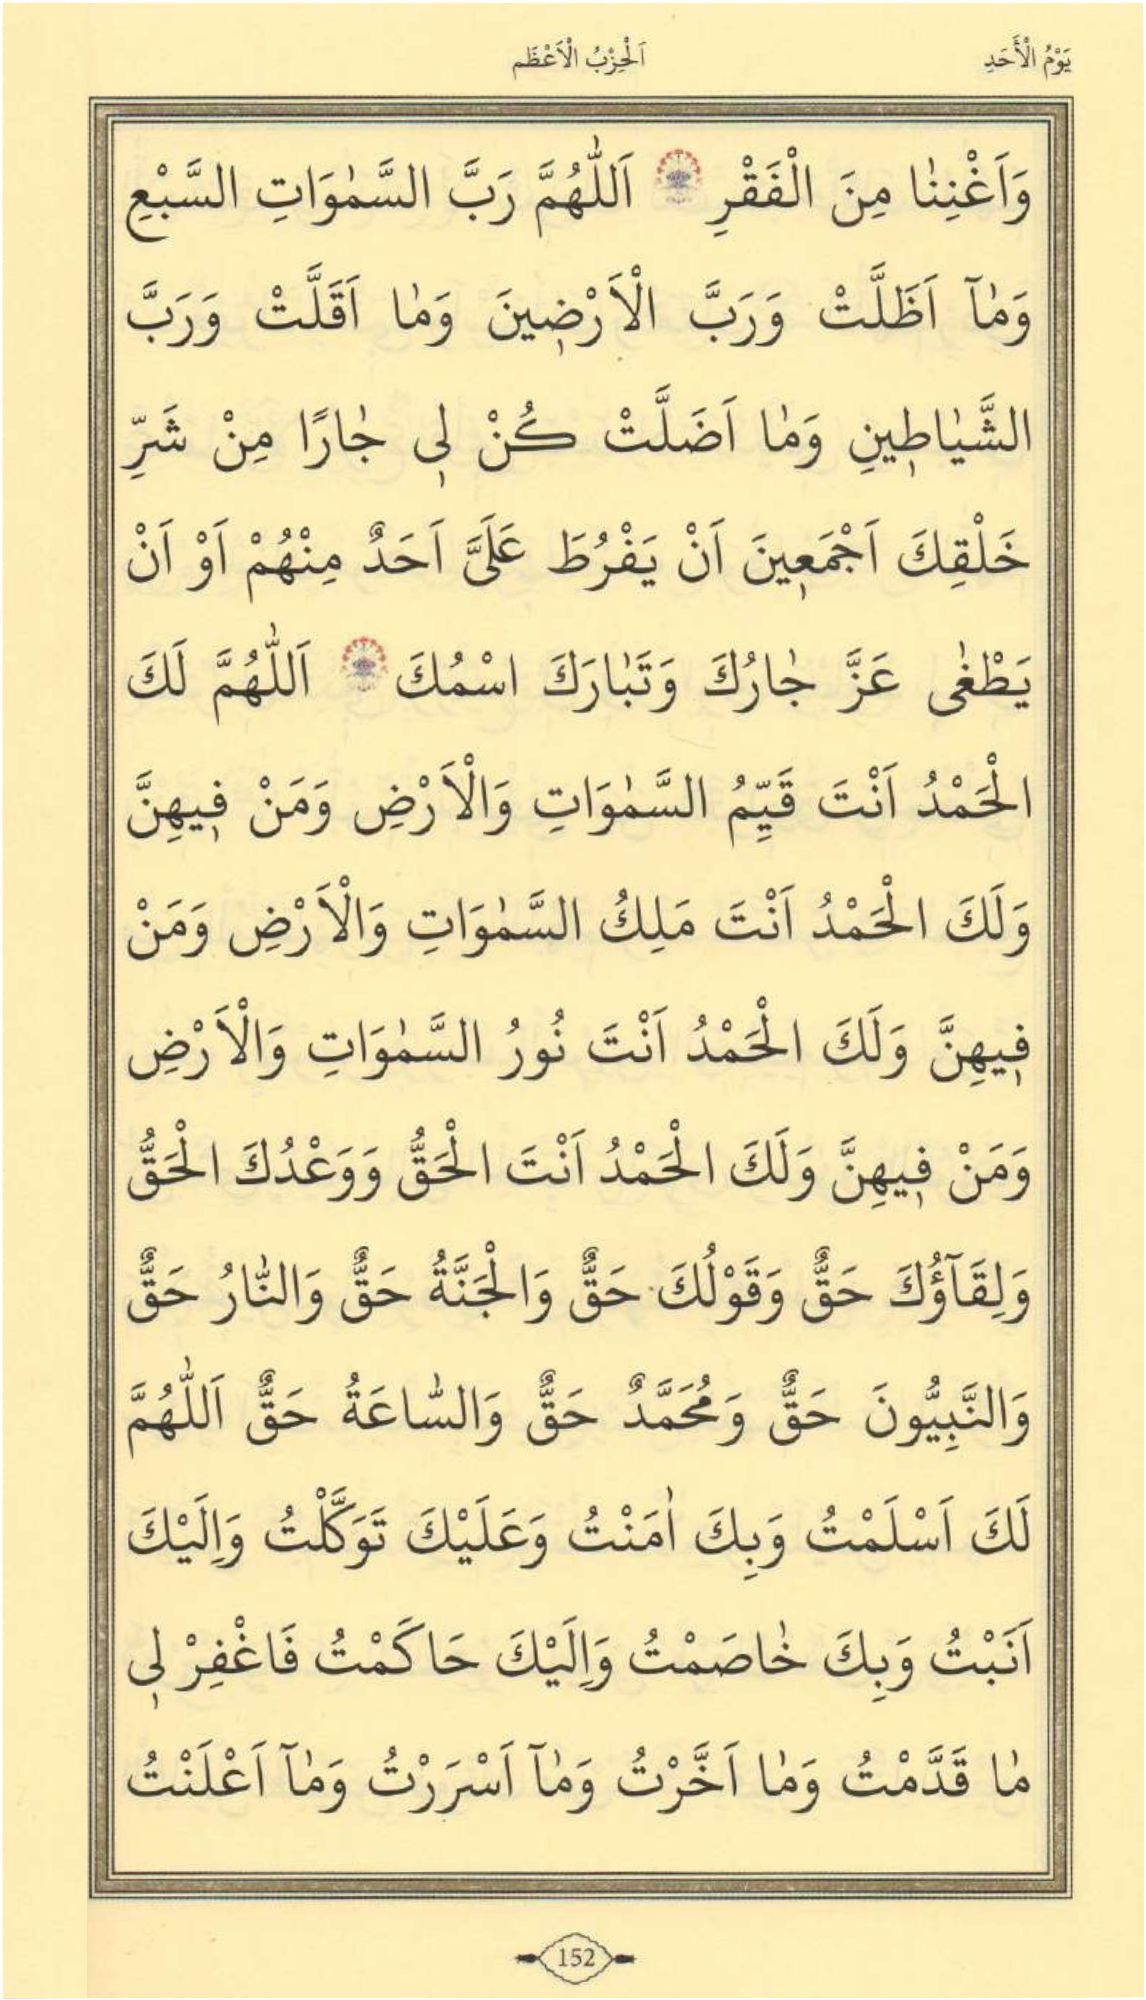 يَوْمُ الْأَحَدِ
اَلْحِزْبُ الْاَعْظَم
وَاَغْنِنٰا مِنَ الْفَقْرِ اَللّٰهُمَّ رَبَّ السَّمٰوَاتِ السَّبْعِ
وَمٰٓا اَظَلَّتْ وَرَبَّ الْاَرْضٖينَ وَمٰا اَقَلَّتْ وَرَبَّ
الشَّيٰاطٖينِ وَمٰا اَضَلَّتْ كُنْ لٖى جٰارًا مِنْ شَرِّ
خَلْقِكَ اَجْمَعٖينَ اَنْ يَفْرُطَ عَلَىَّ اَحَدٌ مِنْهُمْ اَوْ اَنْ
يَطْغٰى عَزَّ جٰارُكَ وَتَبٰارَكَ اسْمُكَ اَللّٰهُمَّ لَكَ
الْحَمْدُ اَنْتَ قَيِّمُ السَّمٰوَاتِ وَالْاَرْضِ وَمَنْ فٖيهِنَّ
وَلَكَ الْحَمْدُ اَنْتَ مَلِكُ السَّمٰوَاتِ وَالْاَرْضِ وَمَنْ
فٖيهِنَّ وَلَكَ الْحَمْدُ اَنْتَ نُورُ السَّمٰوَاتِ وَالْاَرْضِ
وَمَنْ فٖيهِنَّ وَلَكَ الْحَمْدُ اَنْتَ الْحَقُّ وَوَعْدُكَ الْحَقُّ
وَلِقَآؤُكَ حَقٌّ وَقَوْلُكَ حَقٌّ وَالْجَنَّةُ حَقٌّ وَالنّٰارُ حَقٌّ
وَالنَّبِيُّونَ حَقٌّ وَمُحَمَّدٌ حَقٌّ وَالسّٰاعَةُ حَقٌّ اَللّٰهُمَّ
لَكَ اَسْلَمْتُ وَبِكَ اٰمَنْتُ وَعَلَيْكَ تَوَكَّلْتُ وَاِلَيْكَ
اَنَبْتُ وَبِكَ خٰاصَمْتُ وَاِلَيْكَ حَاكَمْتُ فَاغْفِرْ لٖى
مٰا قَدَّمْتُ وَمٰا اَخَّرْتُ وَمٰٓا اَسْرَرْتُ وَمٰٓا اَعْلَنْتُ
152